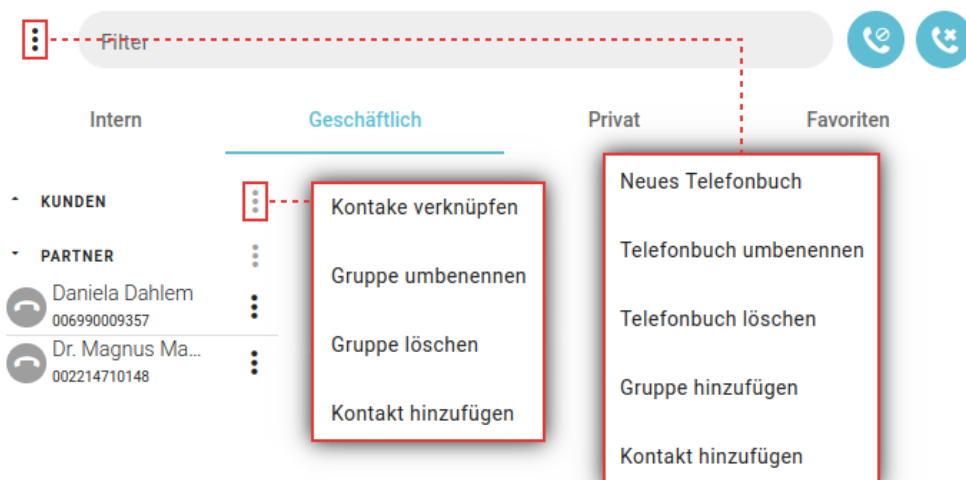 Filter
Intern Geschäftlich Privat Favoriten
KUNDEN
PARTNER
Daniela Dahlem
006990009357
Dr. Magnus Ma...
002214710148
Kontake verknüpfen
Gruppe umbenennen
Gruppe löschen
Kontakt hinzufügen
Neues Telefonbuch
Telefonbuch umbenennen
Telefonbuch löschen
Gruppe hinzufügen
Kontakt hinzufügen